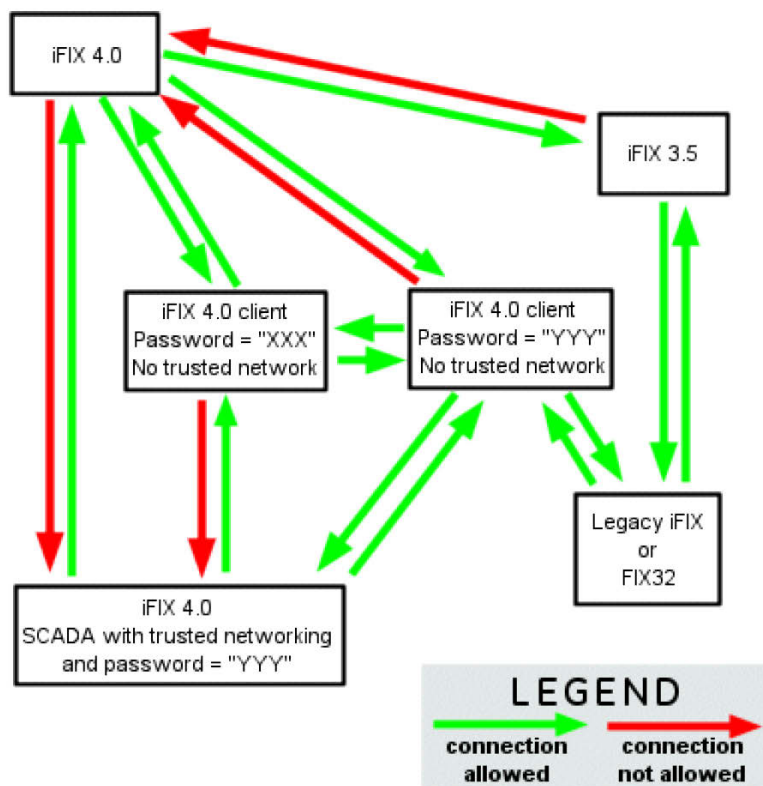 iFIX 4.0
iFIX 3.5
iFIX 4.0 client
Password = "XXX"
No trusted network
iFIX 4.0 client
Password = "YYY"
No trusted network
Legacy iFIX
or
FIX32
iFIX 4.0
SCADA with trusted networking
and password = "YYY"
LEGEND
connection
allowed
connection
not allowed